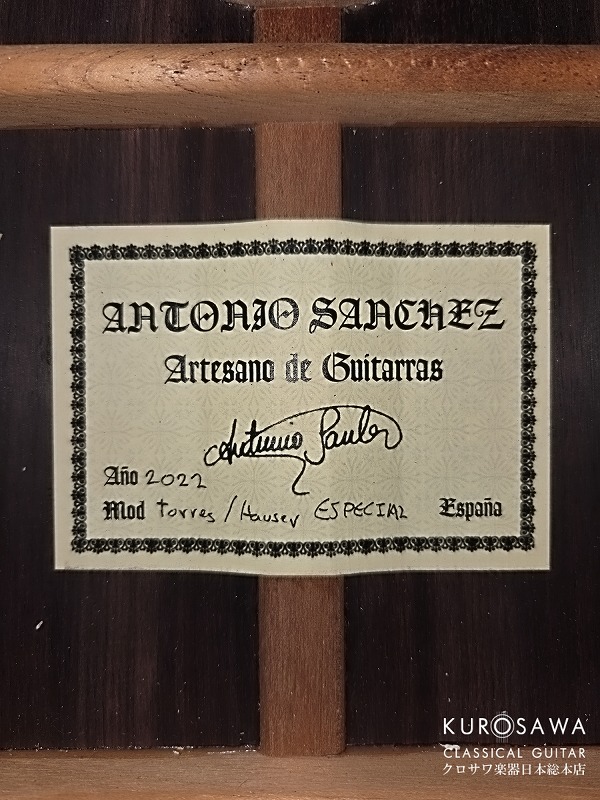 ANTONIO SANCHEZ
Artesano de Guitarras
Antonio Sanchez
Año 2022
Mod Torres / Hauser ESPECIAL España
KUROSAWA
CLASSICAL GUITAR
クロサワ楽器日本総本店